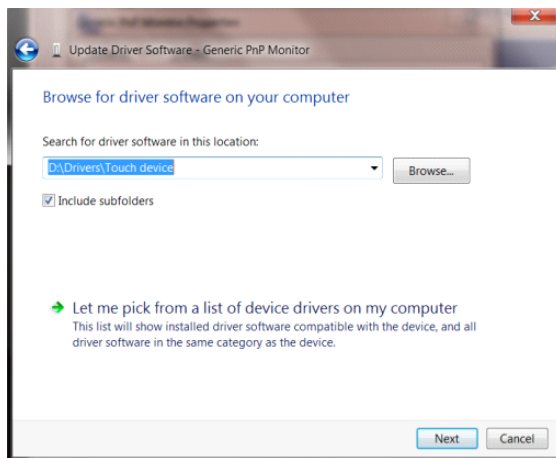 Update Driver Software - Generic PnP Monitor
Browse for driver software on your computer
Search for driver software in this location:
D:\Drivers\Touch device
Browse...
Include subfolders
Let me pick from a list of device drivers on my computer
This list will show installed driver software compatible with the device, and all
driver software in the same category as the device.
Next
Cancel